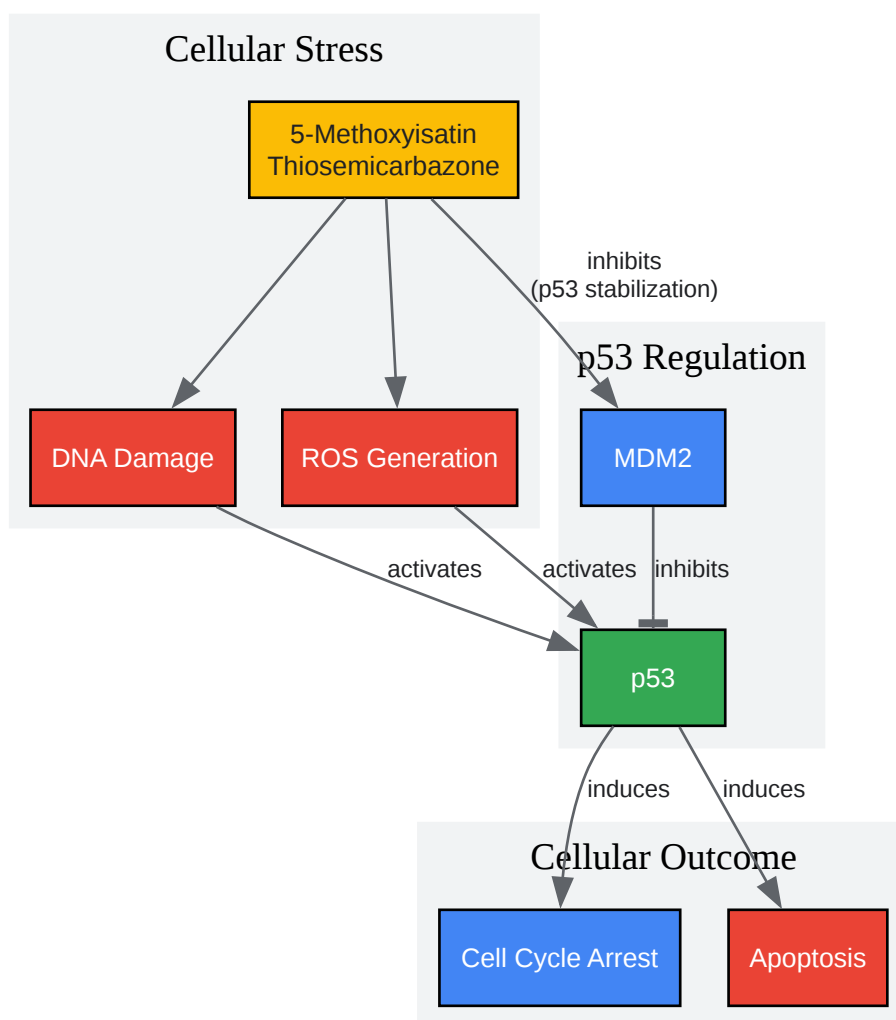 Cellular Stress
5-Methoxyisatin
Thiosemicarbazone
inhibits
(p53 stabilization)
p53 Regulation
DNA Damage
ROS Generation
MDM2
activates
activates
inhibits
p53
induces
induces
Cellular Outcome
Cell Cycle Arrest
Apoptosis